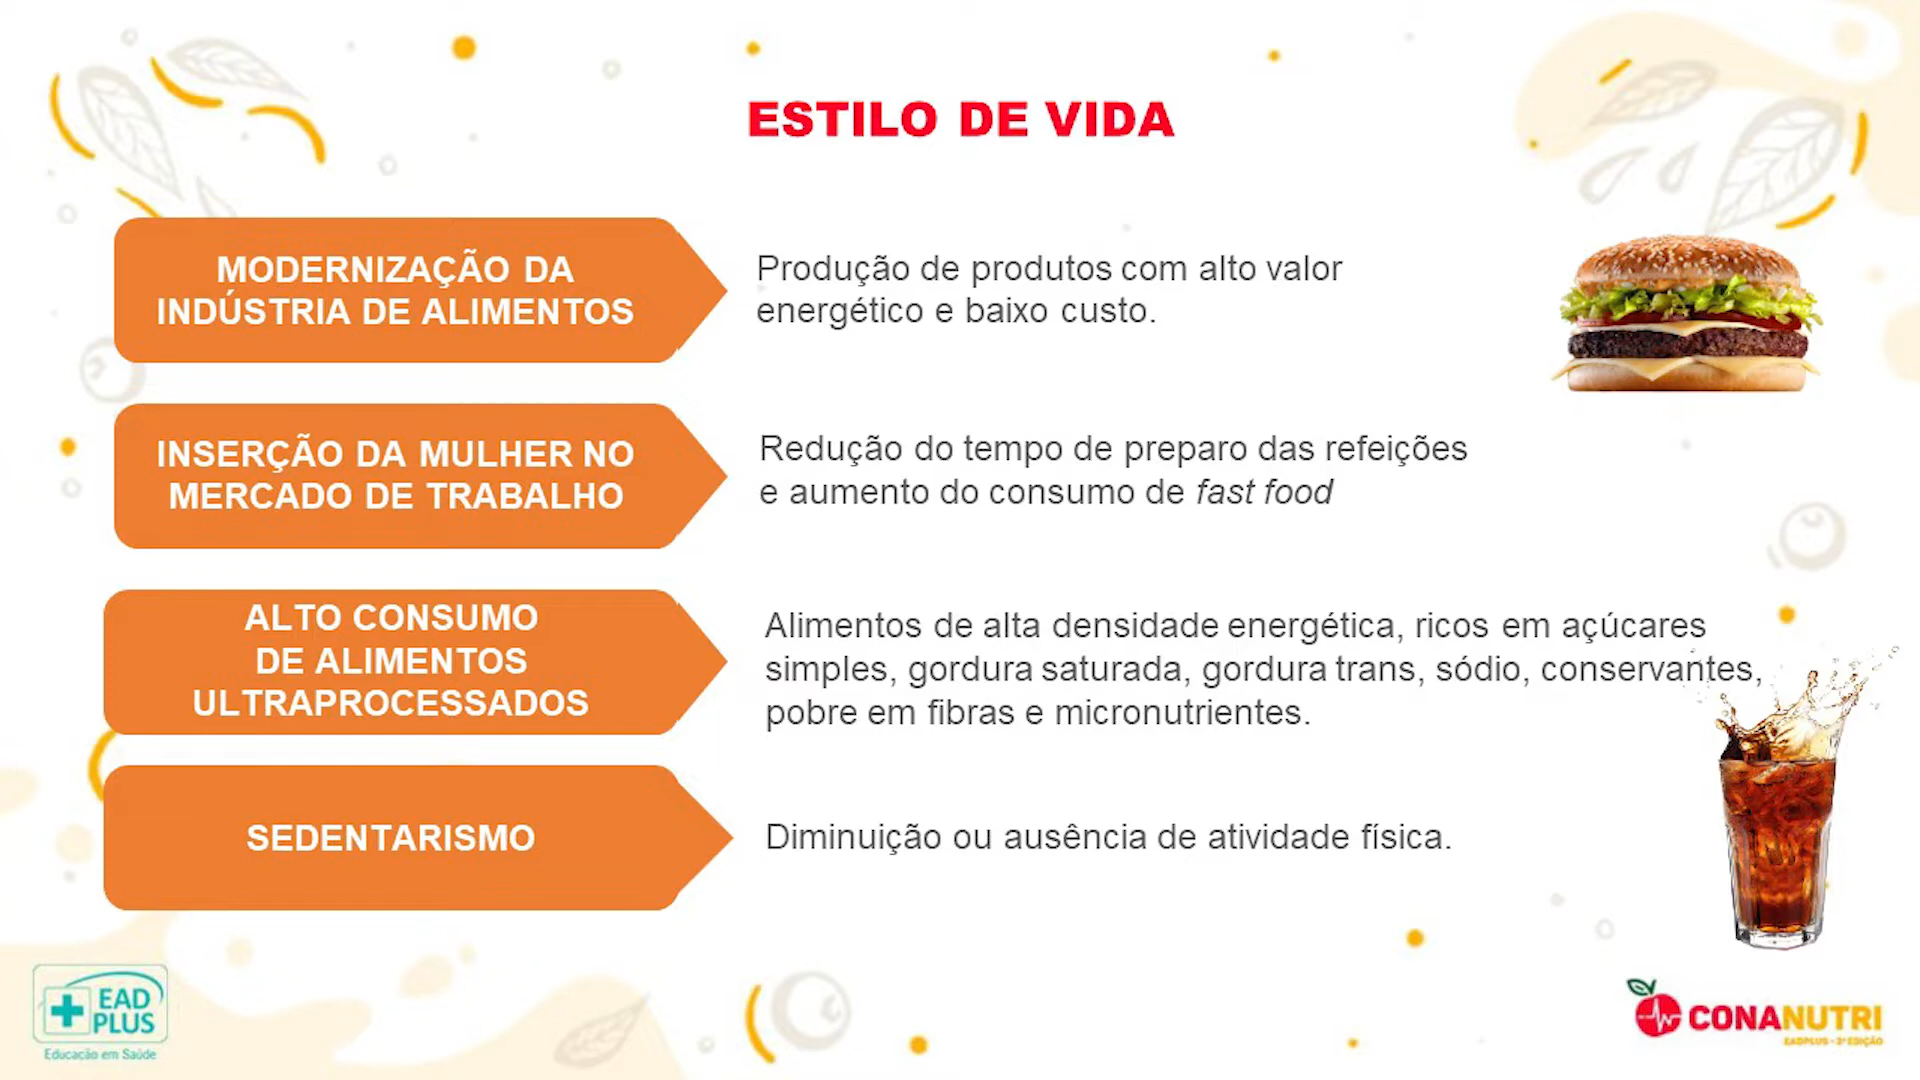 ESTILO DE VIDA
MODERNIZAÇÃO DA
INDÚSTRIA DE ALIMENTOS
Produção de produtos com alto valor
energético e baixo custo.
INSERÇÃO DA MULHER NO
MERCADO DE TRABALHO
Redução do tempo de preparo das refeições
e aumento do consumo de fast food
ALTO CONSUMO
DE ALIMENTOS
ULTRAPROCESSADOS
Alimentos de alta densidade energética, ricos em açúcares
simples, gordura saturada, gordura trans, sódio, conservantes,
pobre em fibras e micronutrientes.
SEDENTARISMO
Diminuição ou ausência de atividade física.
EAD
PLUS
Educação em Saúde
CONANUTRI
EADPLUS - 3ª EDIÇÃO